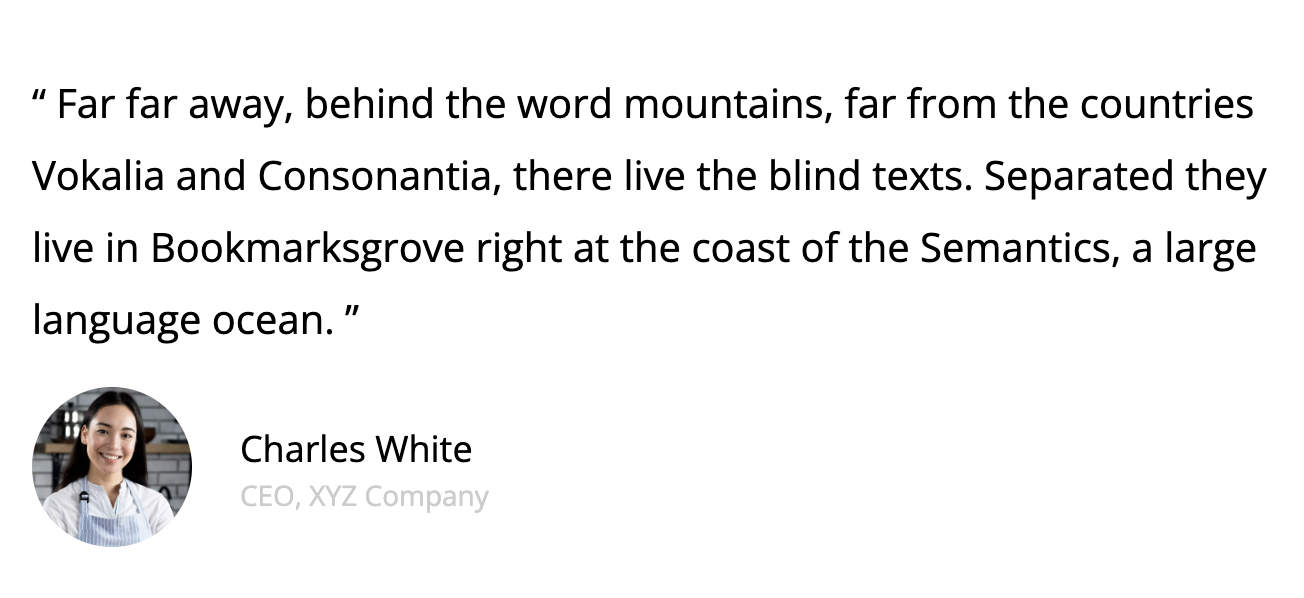 “ Far far away, behind the word mountains, far from the countries
Vokalia and Consonantia, there live the blind texts. Separated they
live in Bookmarksgrove right at the coast of the Semantics, a large
language ocean. ”
Charles White
CEO, XYZ Company